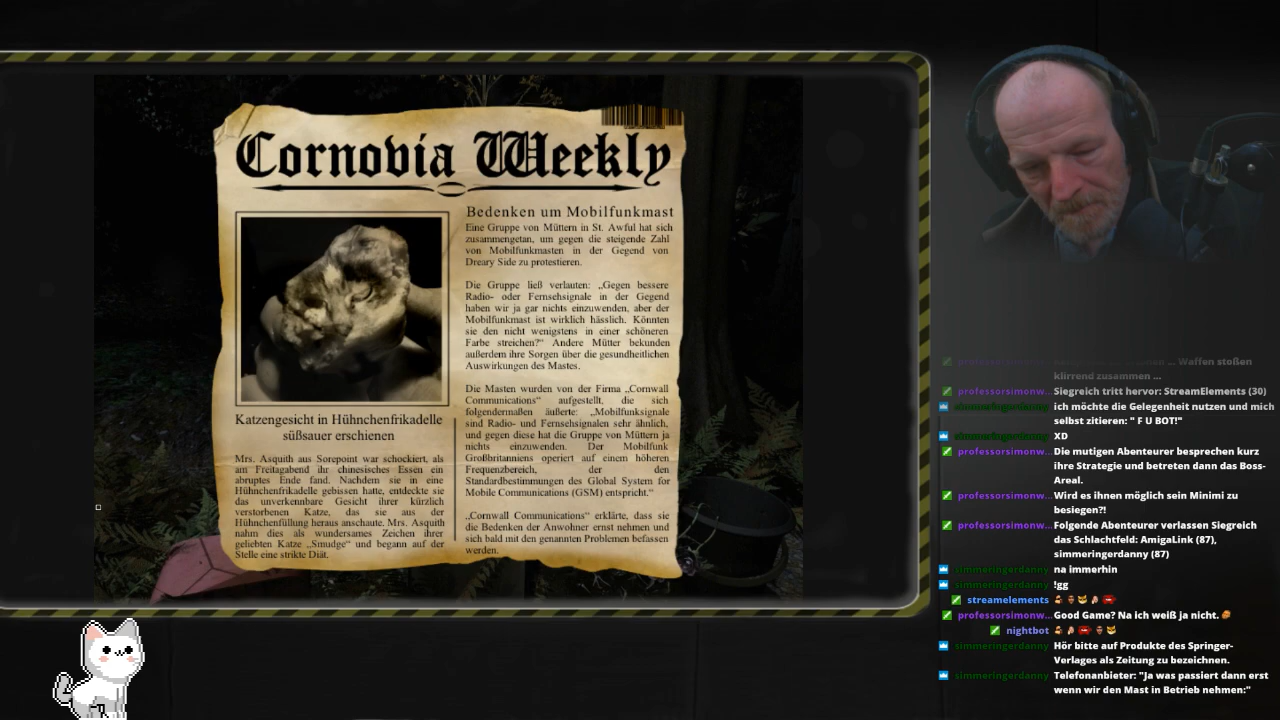 Cornovia Weekly
Katzengesicht in Hühnchenfrikadelle
süßsauer erschienen
Mrs. Asquith aus Sorepoint war schockiert, als
am Freitagabend ihr chinesisches Essen ein
abruptes Ende fand. Nachdem sie in eine
Hühnchenfrikadelle gebissen hatte, entdeckte sie
das unverkennbare Gesicht ihrer kürzlich
verstorbenen Katze, das sie aus der
Hühnchenfüllung heraus anschaute. Mrs. Asquith
nahm dies als wundersames Zeichen ihrer
geliebten Katze „Smudge“ und begann auf der
Stelle eine strikte Diät.
Bedenken um Mobilfunkmast
Eine Gruppe von Müttern in St. Awful hat sich
zusammengetan, um gegen die steigende Zahl
von Mobilfunkmasten in der Gegend von
Dreary Side zu protestieren.
Die Gruppe ließ verlauten: „Gegen bessere
Radio- oder Fernsehsignale in der Gegend
haben wir ja gar nichts einzuwenden, aber der
Mobilfunkmast ist wirklich hässlich. Könnten
sie den nicht wenigstens in einer schöneren
Farbe streichen?“ Andere Mütter bekunden
außerdem ihre Sorgen über die gesundheitlichen
Auswirkungen des Mastes.
Die Masten wurden von der Firma „Cornwall
Communications“ aufgestellt, die sich
folgendermaßen äußerte: „Mobilfunksignale
sind Radio- und Fernsehsignalen sehr ähnlich,
und gegen diese hat die Gruppe von Müttern ja
nichts einzuwenden. Der Mobilfunk
Großbritanniens operiert auf einem höheren
Frequenzbereich, der den
Standardbestimmungen des Global System for
Mobile Communications (GSM) entspricht.“
„Cornwall Communications“ erklärte, dass sie
die Bedenken der Anwohner ernst nehmen und
sich bald mit den genannten Problemen befassen
werden.
Waffen stoßen
klirrend zusammen ...
professorsimonw... Siegreich tritt hervor: StreamElements (30)
simmeringerdanny ich möchte die Gelegenheit nutzen und mich
selbst zitieren: " F U BOT!"
simmeringerdanny XD
professorsimonw... Die mutigen Abenteurer besprechen kurz
ihre Strategie und betreten dann das Boss-
Areal.
professorsimonw... Wird es ihnen möglich sein Minimi zu
besiegen?!
professorsimonw... Folgende Abenteurer verlassen Siegreich
das Schlachtfeld: AmigaLink (87),
simmeringerdanny (87)
simmeringerdanny na immerhin
simmeringerdanny !gg
streamelements
professorsimonw... Good Game? Na ich weiß ja nicht.
nightbot
simmeringerdanny Hör bitte auf Produkte des Springer-
Verlages als Zeitung zu bezeichnen.
simmeringerdanny Telefonanbieter: "Ja was passiert dann erst
wenn wir den Mast in Betrieb nehmen:"